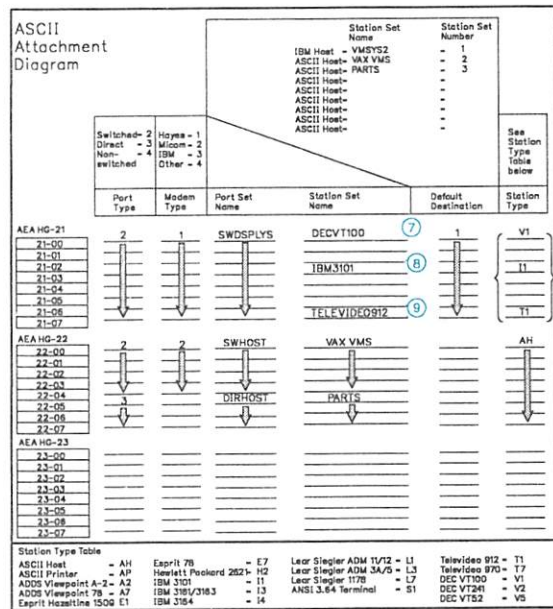 ASCII
Attachment
Diagram
Station Set Name
Station Set Number
IBM Host - VMSYS2 - 1
ASCII Host- VAX VMS - 2
ASCII Host- PARTS - 3
ASCII Host- -
ASCII Host- -
ASCII Host- -
ASCII Host- -
ASCII Host- -
Switched- 2
Direct - 3
Non- - 4
switched
Hayes - 1
Micom - 2
IBM - 3
Other - 4
See
Station
Type
Table
below
Port Type
Modem Type
Port Set Name
Station Set Name
Default Destination
Station Type
AEA HG-21
21-00 2 1 SWDSPLYS DECVT100 7 1 V1
21-01
21-02 IBM3101 8 I1
21-03
21-04
21-05
21-06 TELEVIDEO912 9 T1
21-07
AEA HG-22
22-00 2 2 SWHOST VAX VMS AH
22-01
22-02
22-03
22-04 3 DIRHOST PARTS
22-05
22-06
22-07
AEA HG-23
23-00
23-01
23-02
23-03
23-04
23-05
23-06
23-07
Station Type Table
ASCII Host - AH Esprit 78 - E7 Lear Siegler ADM 11/12 - L1 Televideo 912 - T1
ASCII Printer - AP Hewlett Packard 2621- H2 Lear Siegler ADM 3A/5 - L3 Televideo 970 - T7
ADDS Viewpoint A-2- A2 IBM 3101 - I1 Lear Siegler 1178 - L7 DEC VT100 - V1
ADDS Viewpoint 78 - A7 IBM 3161/3163 - I3 ANSI 3.64 Terminal - S1 DEC VT241 - V2
Esprit Hazeltine 1500 E1 IBM 3164 - I4 DEC VT52 - V5